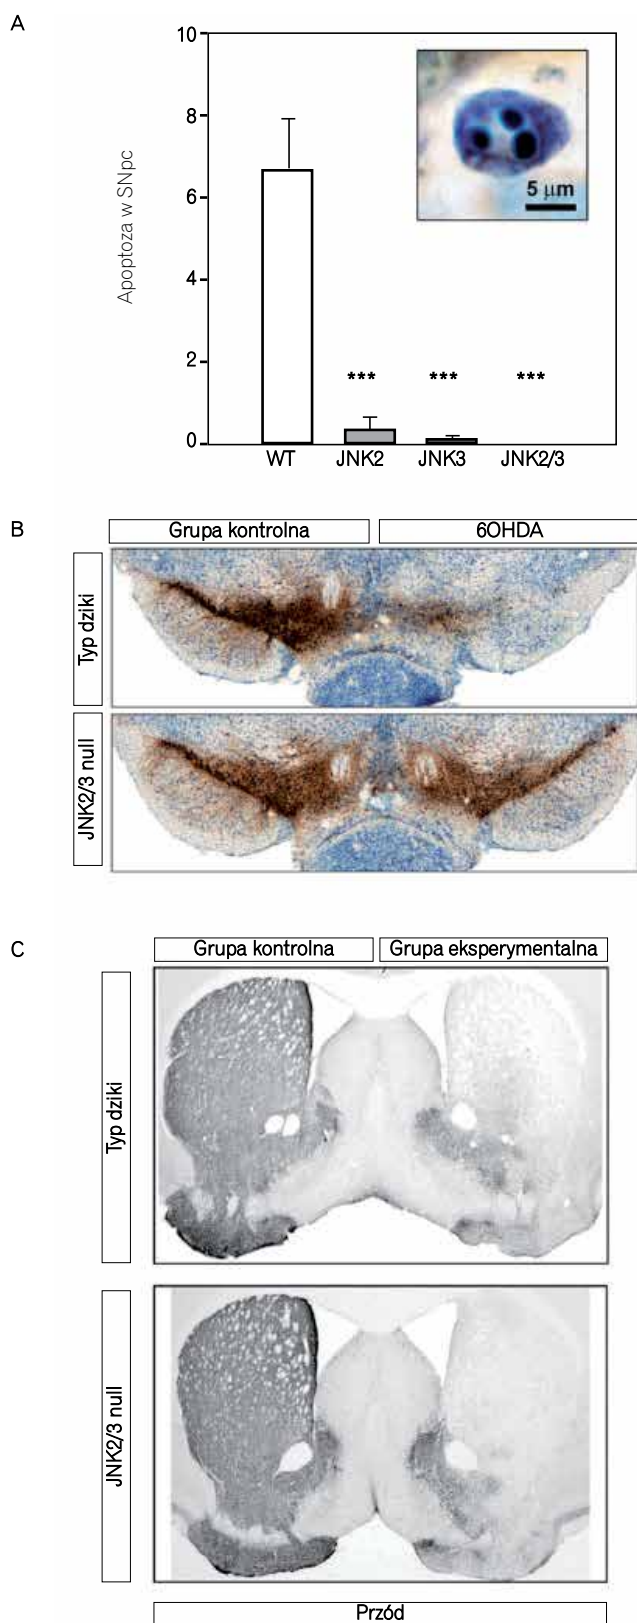 A
10
8
6
4
2
0
Apoptoza w SNpc
5 μm
***
***
***
WT
JNK2
JNK3
JNK2/3
B
Grupa kontrolna
6OHDA
Typ dziki
JNK2/3 null
C
Grupa kontrolna
Grupa eksperymentalna
Typ dziki
JNK2/3 null
Przód